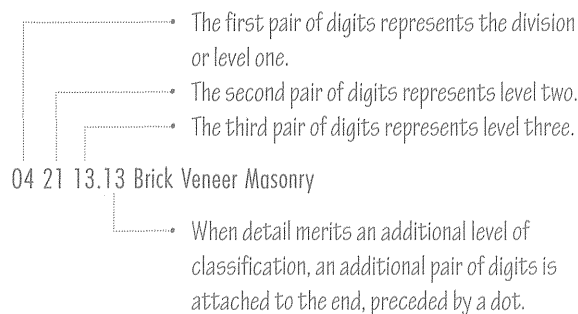 The first pair of digits represents the division
or level one.
The second pair of digits represents level two.
The third pair of digits represents level three.
04 21 13.13 Brick Veneer Masonry
When detail merits an additional level of
classification, an additional pair of digits is
attached to the end, preceded by a dot.